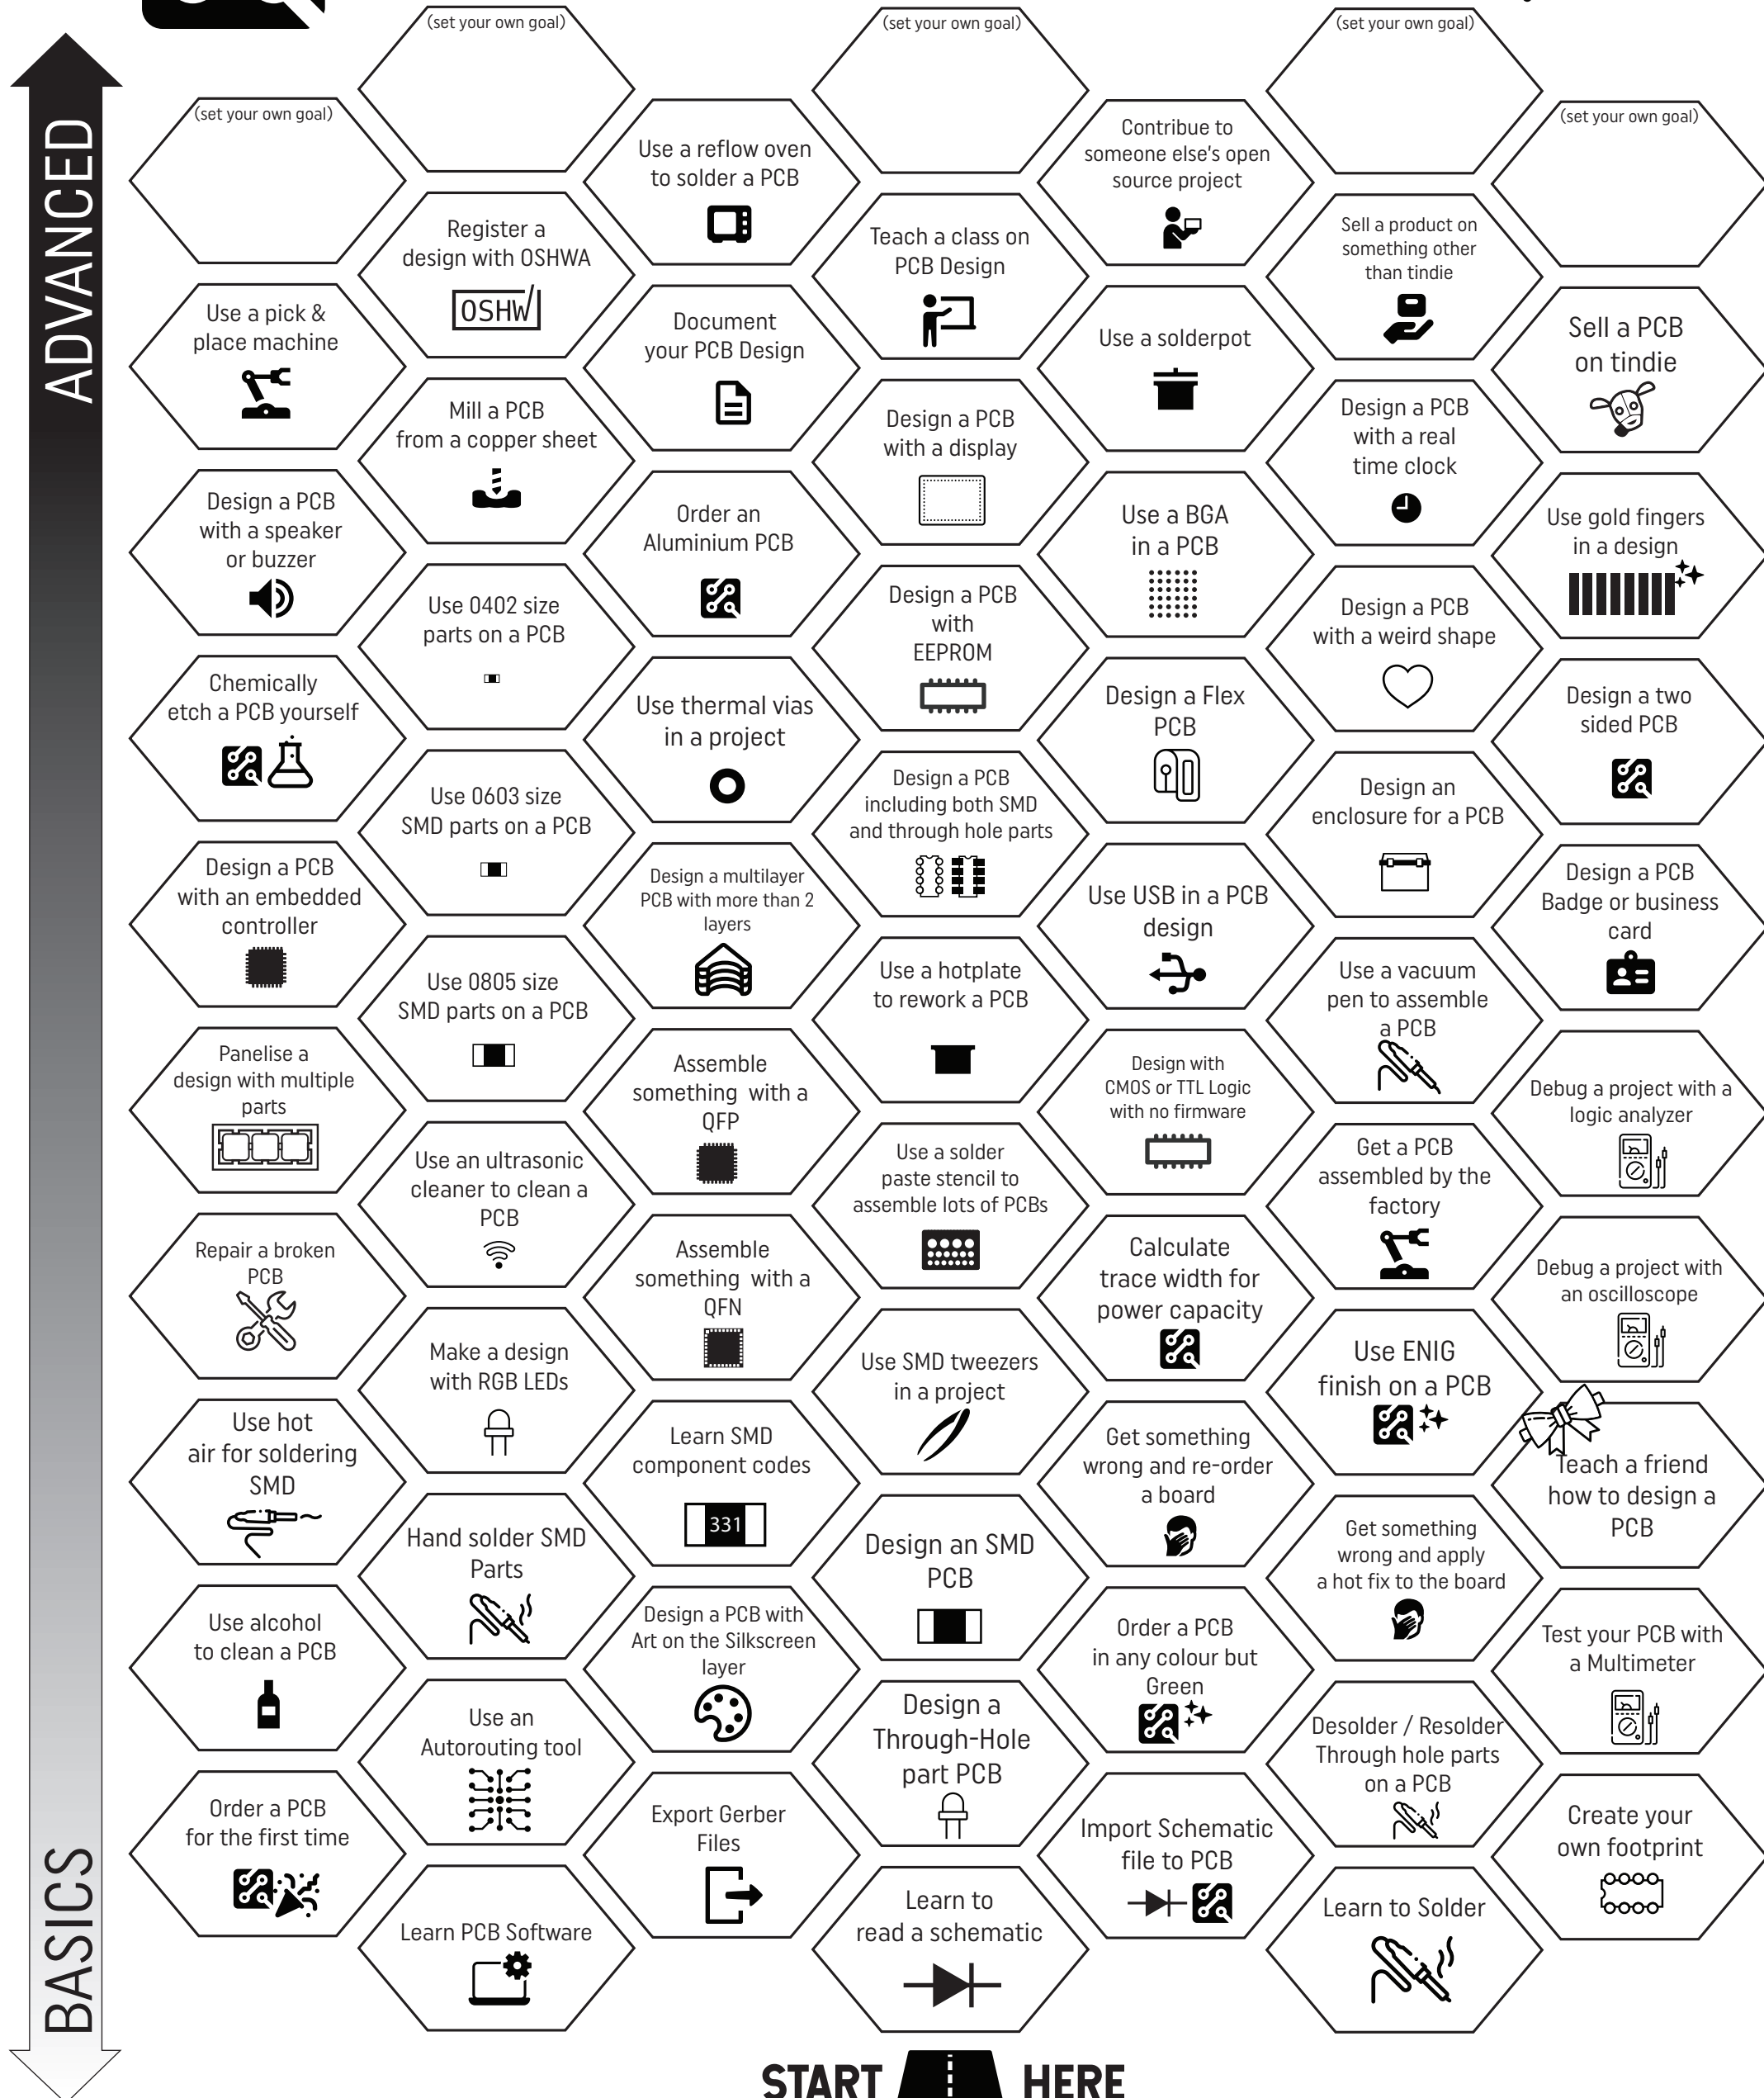 (set your own goal)
(set your own goal)
(set your own goal)
(set your own goal)
(set your own goal)
ADVANCED
Use a reflow oven
to solder a PCB
Contribue to
someone else's open
source project
Register a
design with OSHWA
OSHW
Teach a class on
PCB Design
Sell a product on
something other
than tindie
Use a pick &
place machine
Document
your PCB Design
Use a solderpot
Sell a PCB
on tindie
Mill a PCB
from a copper sheet
Design a PCB
with a display
Design a PCB
with a real
time clock
Design a PCB
with a speaker
or buzzer
Order an
Aluminium PCB
Use a BGA
in a PCB
Use gold fingers
in a design
Use 0402 size
parts on a PCB
Design a PCB
with
EEPROM
Design a PCB
with a weird shape
Chemically
etch a PCB yourself
Use thermal vias
in a project
Design a Flex
PCB
Design a two
sided PCB
Use 0603 size
SMD parts on a PCB
Design a PCB
including both SMD
and through hole parts
Design an
enclosure for a PCB
Design a PCB
with an embedded
controller
Design a multilayer
PCB with more than 2
layers
Use USB in a PCB
design
Design a PCB
Badge or business
card
Use 0805 size
SMD parts on a PCB
Use a hotplate
to rework a PCB
Use a vacuum
pen to assemble
a PCB
Panelise a
design with multiple
parts
Assemble
something with a
QFP
Design with
CMOS or TTL Logic
with no firmware
Debug a project with a
logic analyzer
Use an ultrasonic
cleaner to clean a
PCB
Use a solder
paste stencil to
assemble lots of PCBs
Get a PCB
assembled by the
factory
Repair a broken
PCB
Assemble
something with a
QFN
Calculate
trace width for
power capacity
Debug a project with
an oscilloscope
Make a design
with RGB LEDs
Use SMD tweezers
in a project
Use ENIG
finish on a PCB
Use hot
air for soldering
SMD
Learn SMD
component codes
331
Get something
wrong and re-order
a board
Teach a friend
how to design a
PCB
Hand solder SMD
Parts
Design an SMD
PCB
Get something
wrong and apply
a hot fix to the board
Use alcohol
to clean a PCB
Design a PCB with
Art on the Silkscreen
layer
Order a PCB
in any colour but
Green
Test your PCB with
a Multimeter
Use an
Autorouting tool
Design a
Through-Hole
part PCB
Desolder / Resolder
Through hole parts
on a PCB
Order a PCB
for the first time
Export Gerber
Files
Import Schematic
file to PCB
Create your
own footprint
Learn PCB Software
Learn to
read a schematic
Learn to Solder
BASICS
START HERE